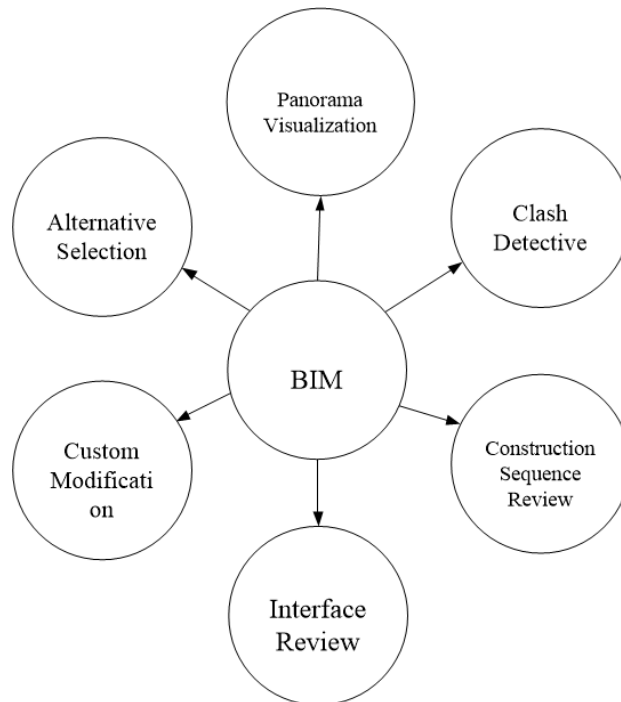 Panorama
Visualization
Alternative
Selection
Clash
Detective
BIM
Custom
Modificati
on
Construction
Sequence
Review
Interface
Review